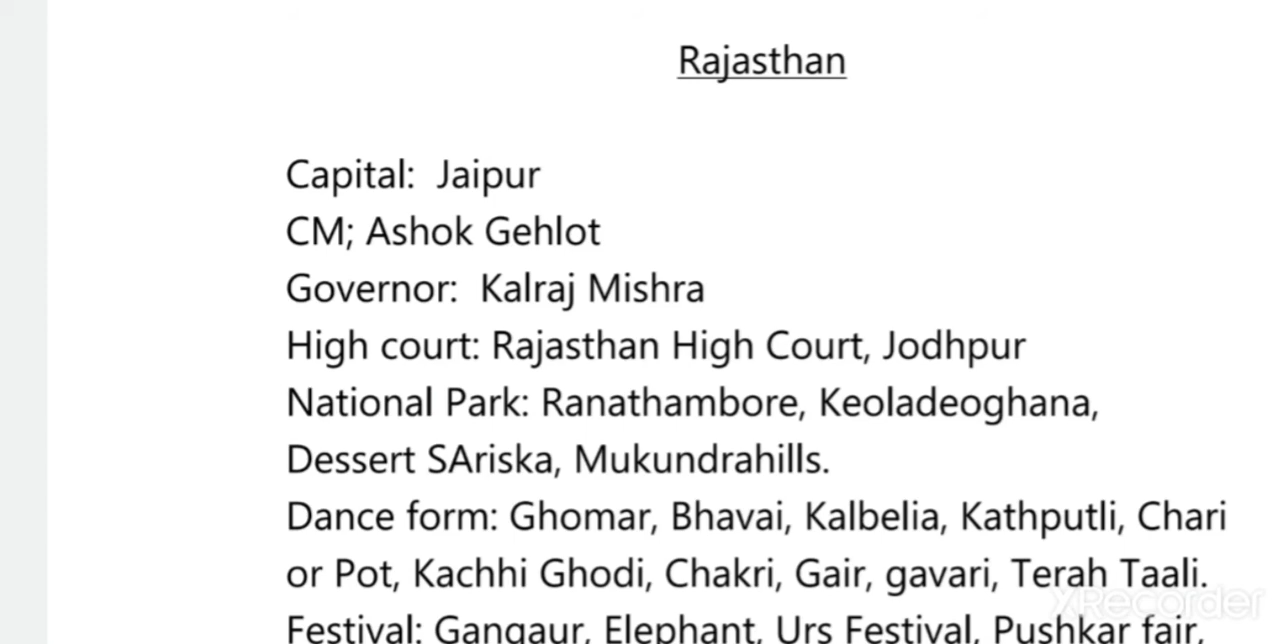 Rajasthan
Capital: Jaipur
CM; Ashok Gehlot
Governor: Kalraj Mishra
High court: Rajasthan High Court, Jodhpur
National Park: Ranathambore, Keoladeoghana,
Dessert SAriska, Mukundrahills.
Dance form: Ghomar, Bhavai, Kalbelia, Kathputli, Chari
or Pot, Kachhi Ghodi, Chakri, Gair, gavari, Terah Taali.
XRecorder
Festival: Gangaur, Elephant, Urs Festival, Pushkar fair,